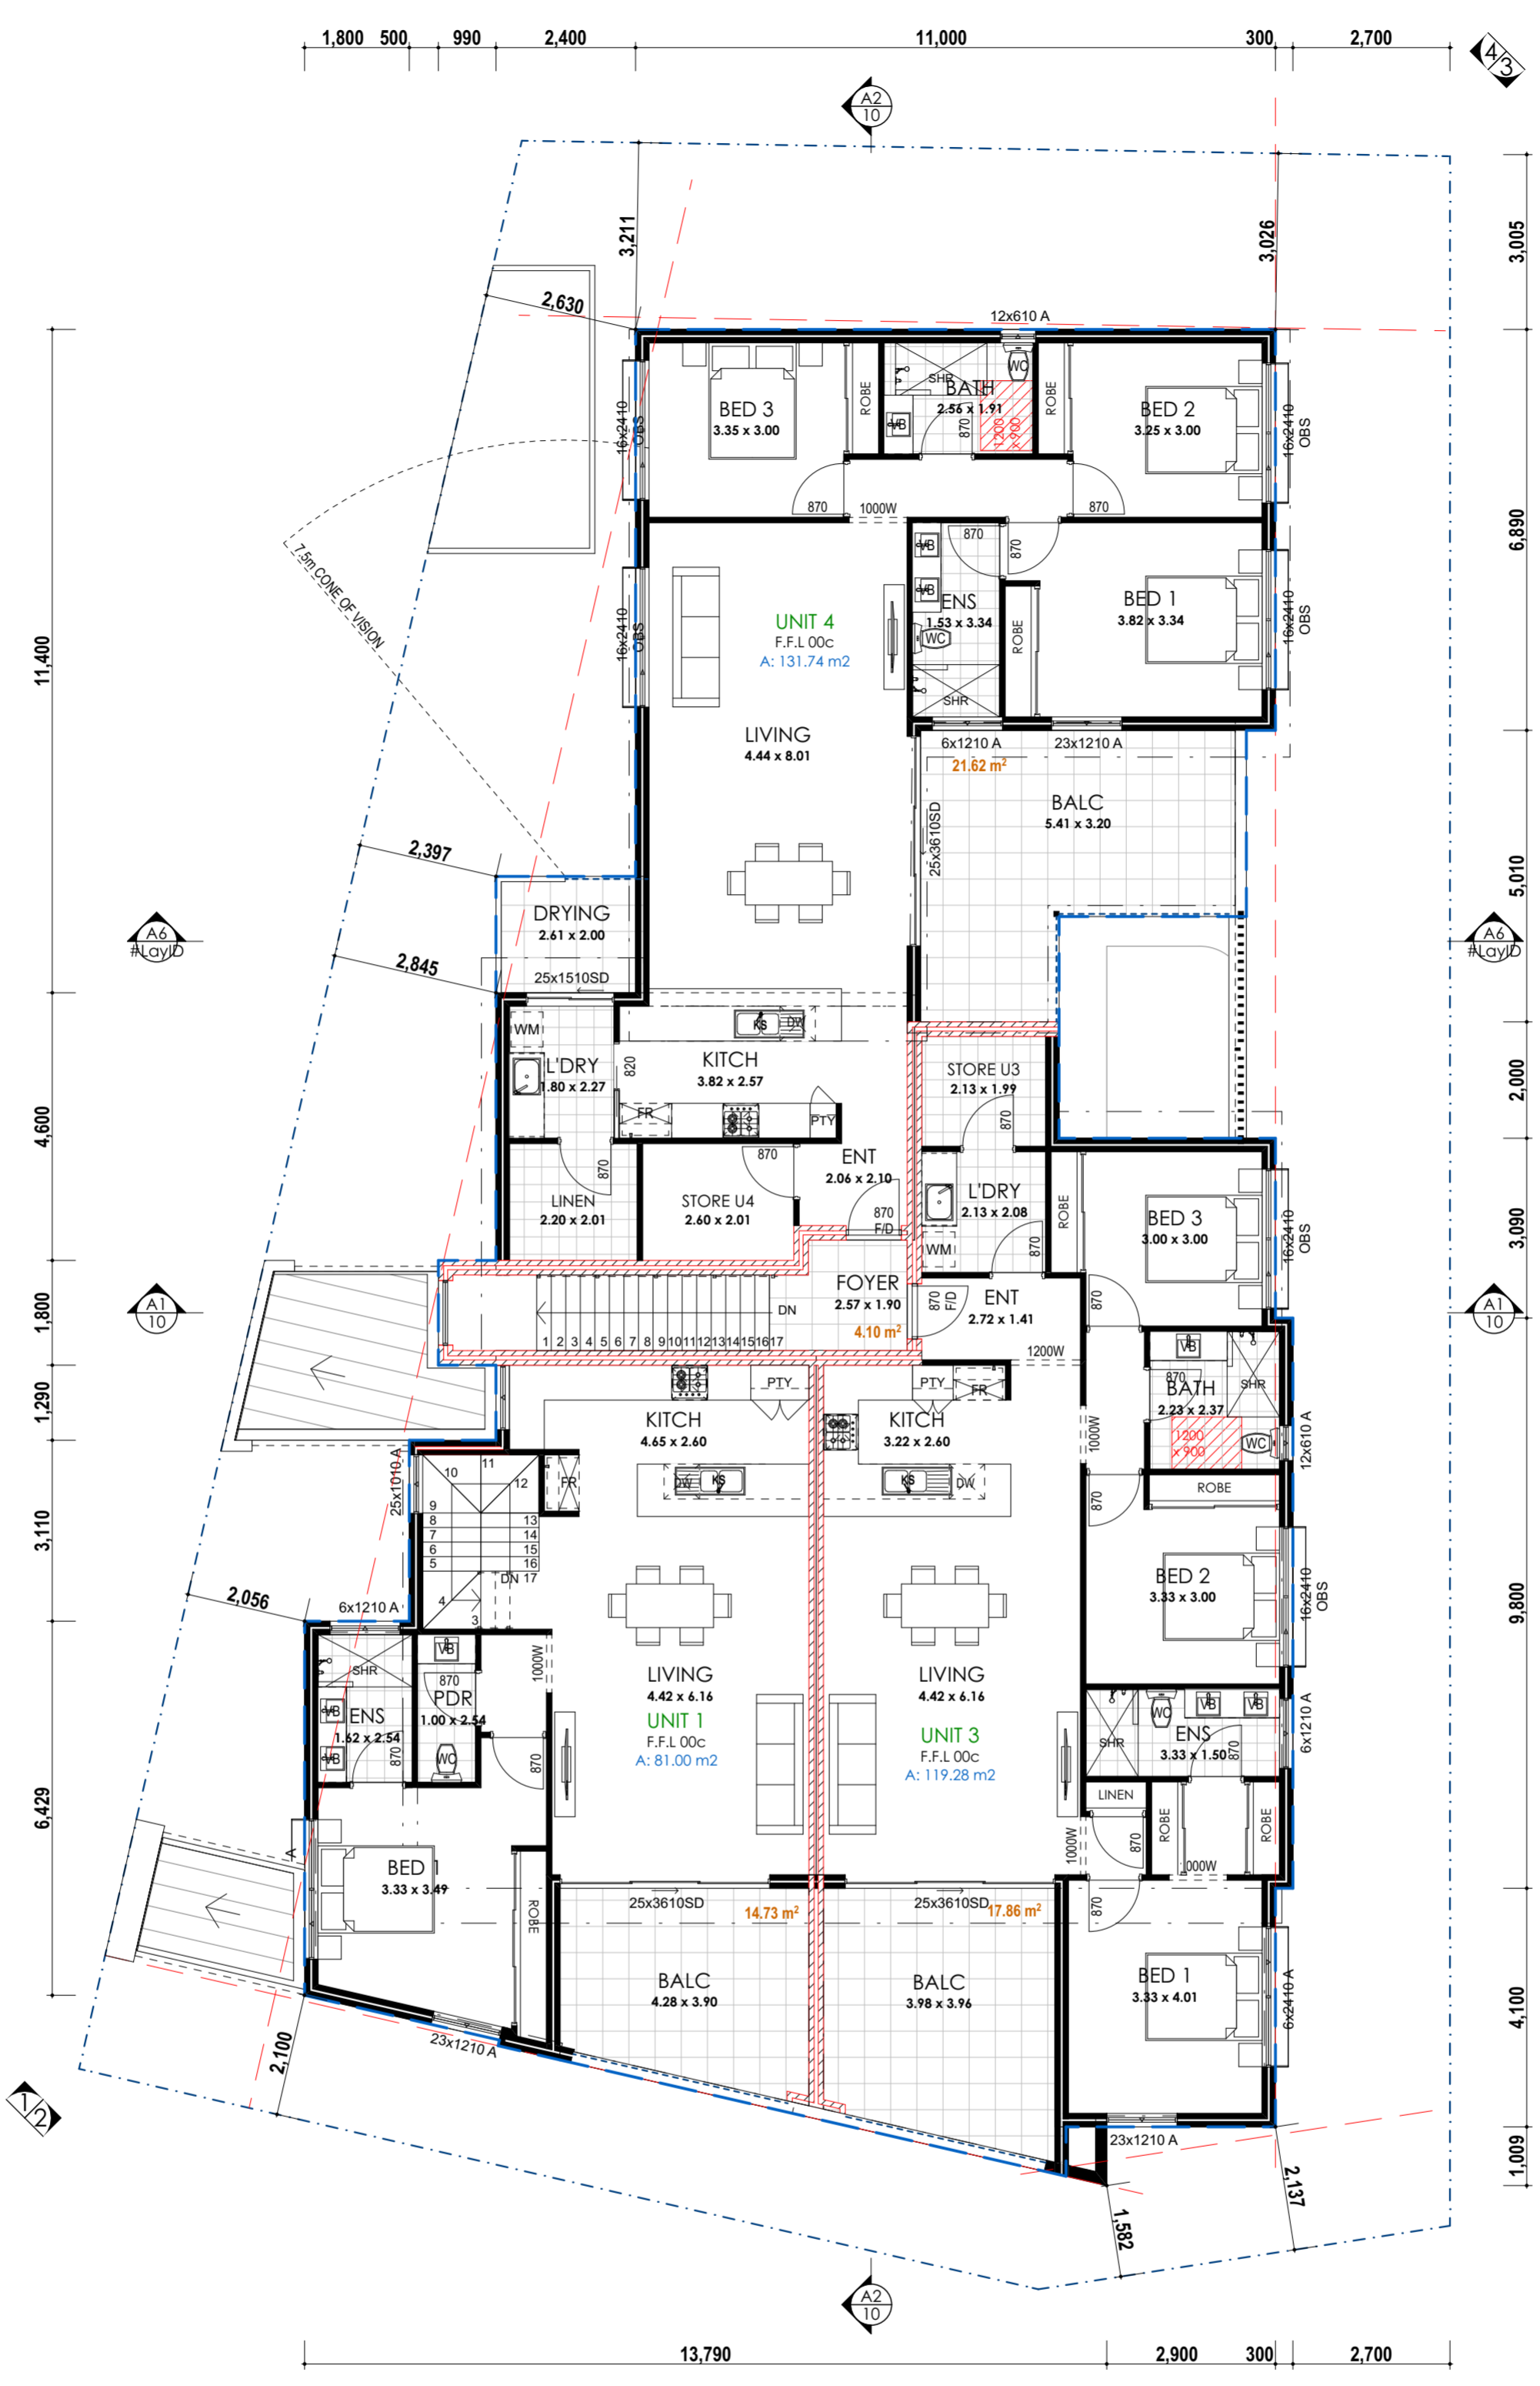 1,800 500 990 2,400 11,000 300 2,700
4
3
A2
10
3,211
3,026
3,005
2,630
12x610 A
16x2410
OBS
BED 3
3.35 x 3.00
ROBE
SHR
WC
BATH
2.56 x 1.91
VB
870
1200
x 900
ROBE
BED 2
3.25 x 3.00
16x2410
OBS
870
1000W
870
6,890
7.5m CONE OF VISION
16x2410
OBS
UNIT 4
F.F.L 00c
A: 131.74 m2
VB
870
870
VB
ENS
1.53 x 3.34
WC
SHR
ROBE
BED 1
3.82 x 3.34
16x2410
OBS
11,400
LIVING
4.44 x 8.01
6x1210 A
23x1210 A
21.62 m²
BALC
5.41 x 3.20
25x3610SD
5,010
2,397
DRYING
2.61 x 2.00
A6
#LayID
A6
#LayID
2,845
25x1510SD
WM
L'DRY
1.80 x 2.27
820
KS
DW
KITCH
3.82 x 2.57
FR
PTY
STORE U3
2.13 x 1.99
870
2,000
4,600
870
LINEN
2.20 x 2.01
870
STORE U4
2.60 x 2.01
ENT
2.06 x 2.10
870
F/D
L'DRY
2.13 x 2.08
WM
870
ROBE
BED 3
3.00 x 3.00
16x2410
OBS
3,090
A1
10
1,800
FOYER
2.57 x 1.90
4.10 m²
DN
1 2 3 4 5 6 7 8 9 10 11 12 13 14 15 16 17
870
F/D
ENT
2.72 x 1.41
870
A1
10
1200W
1,290
PTY
PTY
FR
KITCH
4.65 x 2.60
KITCH
3.22 x 2.60
1000W
VB
870
BATH
2.23 x 2.37
SHR
1200
x 900
WC
12x610 A
25x1010 A
10
11
12
9
8
7
6
5
4
3
13
14
15
16
DN 17
FR
DW
KS
KS
DW
870
ROBE
3,110
BED 2
3.33 x 3.00
16x2410
OBS
9,800
2,056
6x1210 A
SHR
VB
ENS
1.62 x 2.54
VB
870
VB
870
PDR
1.00 x 2.54
WC
1000W
870
LIVING
4.42 x 6.16
UNIT 1
F.F.L 00c
A: 81.00 m2
LIVING
4.42 x 6.16
UNIT 3
F.F.L 00c
A: 119.28 m2
WC
VB
VB
SHR
ENS
3.33 x 1.50
870
6x1210 A
6,429
LINEN
870
ROBE
ROBE
1000W
000W
A
BED 1
3.33 x 3.49
ROBE
25x3610SD
14.73 m²
25x3610SD
17.86 m²
870
BALC
4.28 x 3.90
BALC
3.98 x 3.96
BED 1
3.33 x 4.01
6x2410 A
4,100
23x1210 A
2,100
1
2
23x1210 A
1,009
2,137
1,582
A2
10
13,790 2,900 300 2,700